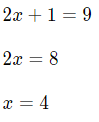 2x + 1 = 9
2x = 8
x = 4